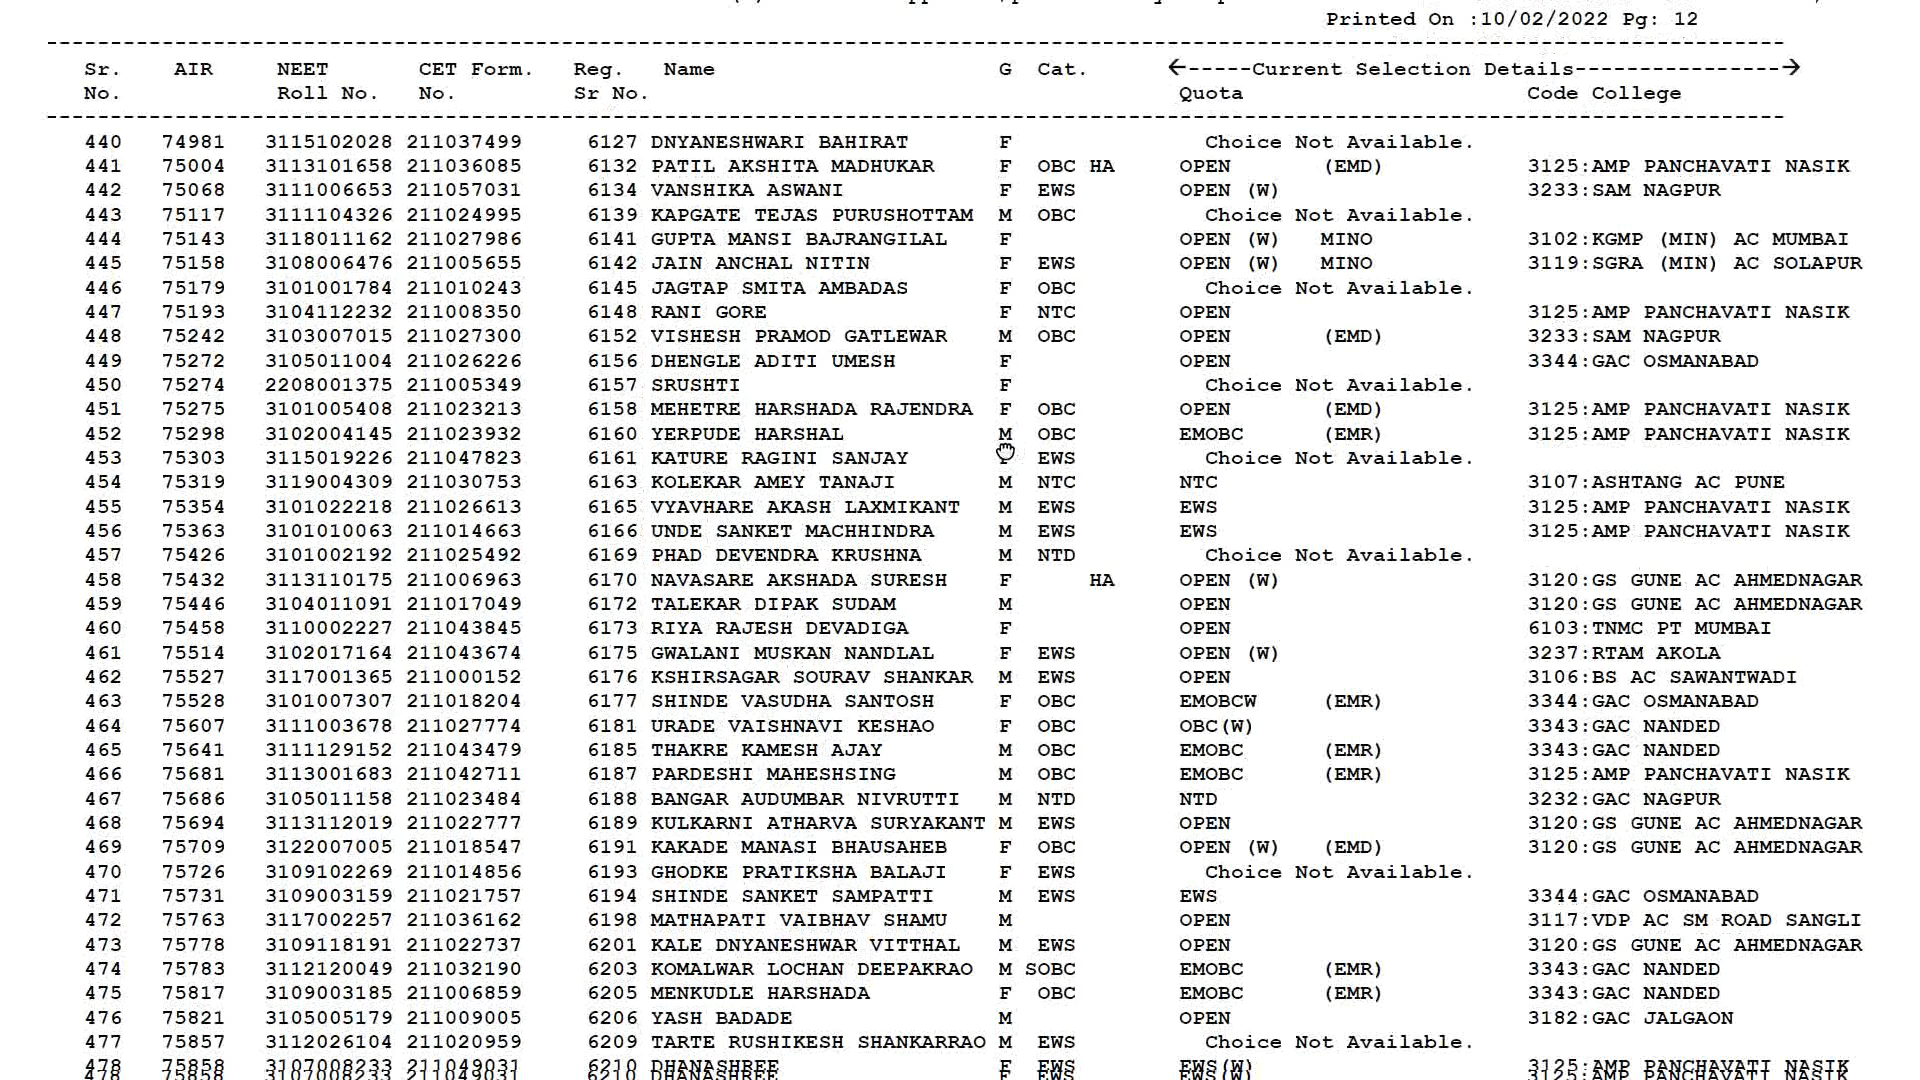 Printed On :10/02/2022 Pg: 12
Sr. AIR NEET CET Form. Reg. Name G Cat. ←-----Current Selection Details----------------→
No. Roll No. No. Sr No. Quota Code College
440 74981 3115102028 211037499 6127 DNYANESHWARI BAHIRAT F Choice Not Available.
441 75004 3113101658 211036085 6132 PATIL AKSHITA MADHUKAR F OBC HA OPEN (EMD) 3125:AMP PANCHAVATI NASIK
442 75068 3111006653 211057031 6134 VANSHIKA ASWANI F EWS OPEN (W) 3233:SAM NAGPUR
443 75117 3111104326 211024995 6139 KAPGATE TEJAS PURUSHOTTAM M OBC Choice Not Available.
444 75143 3118011162 211027986 6141 GUPTA MANSI BAJRANGILAL F OPEN (W) MINO 3102:KGMP (MIN) AC MUMBAI
445 75158 3108006476 211005655 6142 JAIN ANCHAL NITIN F EWS OPEN (W) MINO 3119:SGRA (MIN) AC SOLAPUR
446 75179 3101001784 211010243 6145 JAGTAP SMITA AMBADAS F OBC Choice Not Available.
447 75193 3104112232 211008350 6148 RANI GORE F NTC OPEN 3125:AMP PANCHAVATI NASIK
448 75242 3103007015 211027300 6152 VISHESH PRAMOD GATLEWAR M OBC OPEN (EMD) 3233:SAM NAGPUR
449 75272 3105011004 211026226 6156 DHENGLE ADITI UMESH F OPEN 3344:GAC OSMANABAD
450 75274 2208001375 211005349 6157 SRUSHTI F Choice Not Available.
451 75275 3101005408 211023213 6158 MEHETRE HARSHADA RAJENDRA F OBC OPEN (EMD) 3125:AMP PANCHAVATI NASIK
452 75298 3102004145 211023932 6160 YERPUDE HARSHAL M OBC EMOBC (EMR) 3125:AMP PANCHAVATI NASIK
453 75303 3115019226 211047823 6161 KATURE RAGINI SANJAY EWS Choice Not Available.
454 75319 3119004309 211030753 6163 KOLEKAR AMEY TANAJI M NTC NTC 3107:ASHTANG AC PUNE
455 75354 3101022218 211026613 6165 VYAVHARE AKASH LAXMIKANT M EWS EWS 3125:AMP PANCHAVATI NASIK
456 75363 3101010063 211014663 6166 UNDE SANKET MACHHINDRA M EWS EWS 3125:AMP PANCHAVATI NASIK
457 75426 3101002192 211025492 6169 PHAD DEVENDRA KRUSHNA M NTD Choice Not Available.
458 75432 3113110175 211006963 6170 NAVASARE AKSHADA SURESH F HA OPEN (W) 3120:GS GUNE AC AHMEDNAGAR
459 75446 3104011091 211017049 6172 TALEKAR DIPAK SUDAM M OPEN 3120:GS GUNE AC AHMEDNAGAR
460 75458 3110002227 211043845 6173 RIYA RAJESH DEVADIGA F OPEN 6103:TNMC PT MUMBAI
461 75514 3102017164 211043674 6175 GWALANI MUSKAN NANDLAL F EWS OPEN (W) 3237:RTAM AKOLA
462 75527 3117001365 211000152 6176 KSHIRSAGAR SOURAV SHANKAR M EWS OPEN 3106:BS AC SAWANTWADI
463 75528 3101007307 211018204 6177 SHINDE VASUDHA SANTOSH F OBC EMOBCW (EMR) 3344:GAC OSMANABAD
464 75607 3111003678 211027774 6181 URADE VAISHNAVI KESHAO F OBC OBC(W) 3343:GAC NANDED
465 75641 3111129152 211043479 6185 THAKRE KAMESH AJAY M OBC EMOBC (EMR) 3343:GAC NANDED
466 75681 3113001683 211042711 6187 PARDESHI MAHESHSING M OBC EMOBC (EMR) 3125:AMP PANCHAVATI NASIK
467 75686 3105011158 211023484 6188 BANGAR AUDUMBAR NIVRUTTI M NTD NTD 3232:GAC NAGPUR
468 75694 3113112019 211022777 6189 KULKARNI ATHARVA SURYAKANT M EWS OPEN 3120:GS GUNE AC AHMEDNAGAR
469 75709 3122007005 211018547 6191 KAKADE MANASI BHAUSAHEB F OBC OPEN (W) (EMD) 3120:GS GUNE AC AHMEDNAGAR
470 75726 3109102269 211014856 6193 GHODKE PRATIKSHA BALAJI F EWS Choice Not Available.
471 75731 3109003159 211021757 6194 SHINDE SANKET SAMPATTI M EWS EWS 3344:GAC OSMANABAD
472 75763 3117002257 211036162 6198 MATHAPATI VAIBHAV SHAMU M OPEN 3117:VDP AC SM ROAD SANGLI
473 75778 3109118191 211022737 6201 KALE DNYANESHWAR VITTHAL M EWS OPEN 3120:GS GUNE AC AHMEDNAGAR
474 75783 3112120049 211032190 6203 KOMALWAR LOCHAN DEEPAKRAO M SOBC EMOBC (EMR) 3343:GAC NANDED
475 75817 3109003185 211006859 6205 MENKUDLE HARSHADA F OBC EMOBC (EMR) 3343:GAC NANDED
476 75821 3105005179 211009005 6206 YASH BADADE M OPEN 3182:GAC JALGAON
477 75857 3112026104 211020959 6209 TARTE RUSHIKESH SHANKARRAO M EWS Choice Not Available.
478 75858 3107008233 211049031 6210 DHANASHREE F EWS EWS(W) 3125:AMP PANCHAVATI NASIK